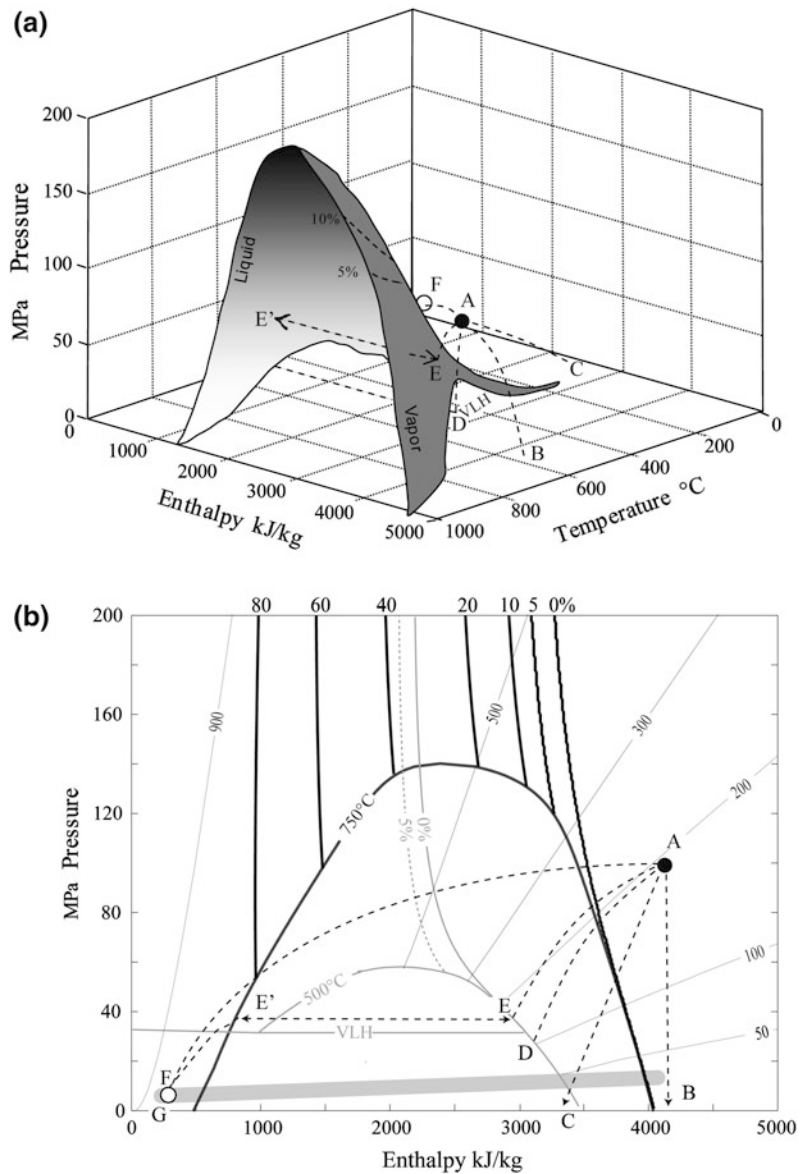 (a)
200
150
100
50
0
MPa Pressure
Liquid
10%
5%
E'
E
F
A
C
D
VLH
B
Vapor
0
1000
2000
3000
4000
5000
Enthalpy kJ/kg
1000
800
600
400
200
0
Temperature °C
(b)
80 60 40 20 10 5 0%
200
160
120
80
40
0
MPa Pressure
900
500
300
200
100
50
750°C
5%
0%
500°C
VLH
A
E'
E
D
F
G
C
B
0 1000 2000 3000 4000 5000
Enthalpy kJ/kg